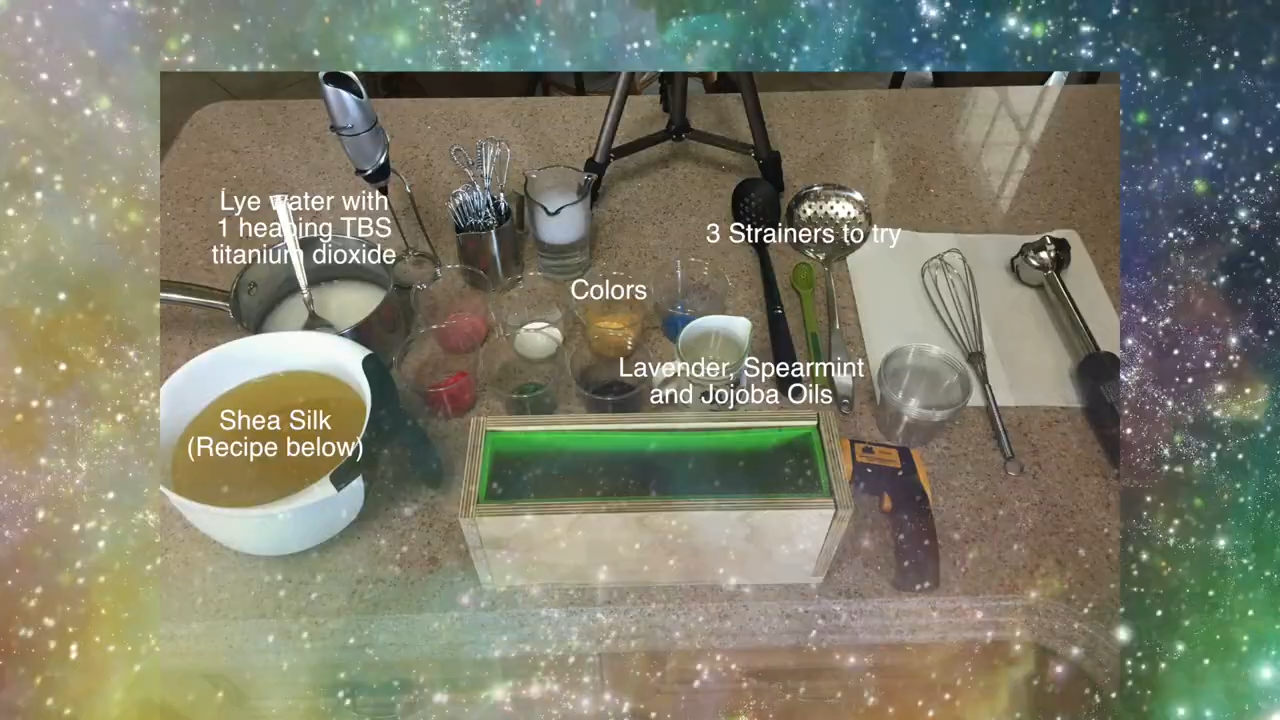 Lye water with
1 heaping TBS
titanium dioxide
3 Strainers to try
Colors
Lavender, Spearmint
and Jojoba Oils
Shea Silk
(Recipe below)